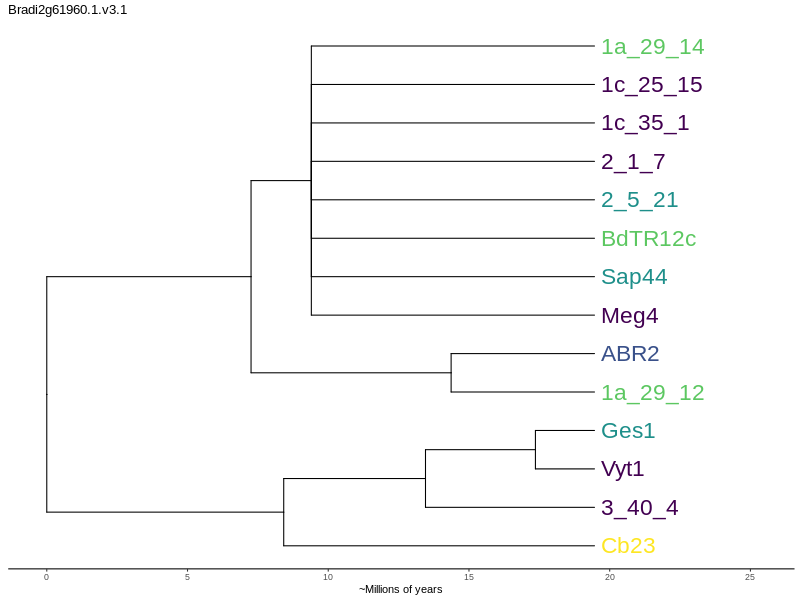 Bradi2g61960.1.v3.1
1a_29_14
1c_25_15
1c_35_1
2_1_7
2_5_21
BdTR12c
Sap44
Meg4
ABR2
1a_29_12
Ges1
Vyt1
3_40_4
Cb23
0 5 10 15 20 25
~Millions of years